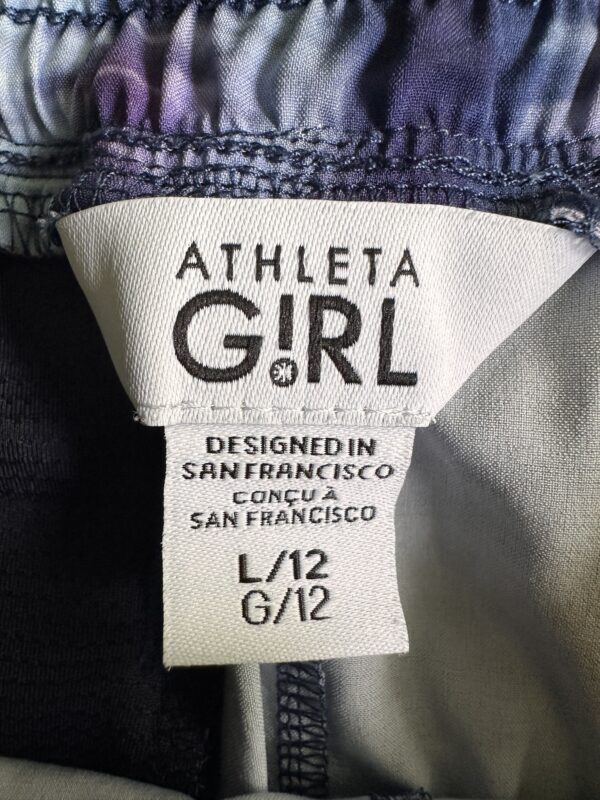 ATHLETA
G!RL
DESIGNED IN
SAN FRANCISCO
CONÇU À
SAN FRANCISCO
L/12
G/12